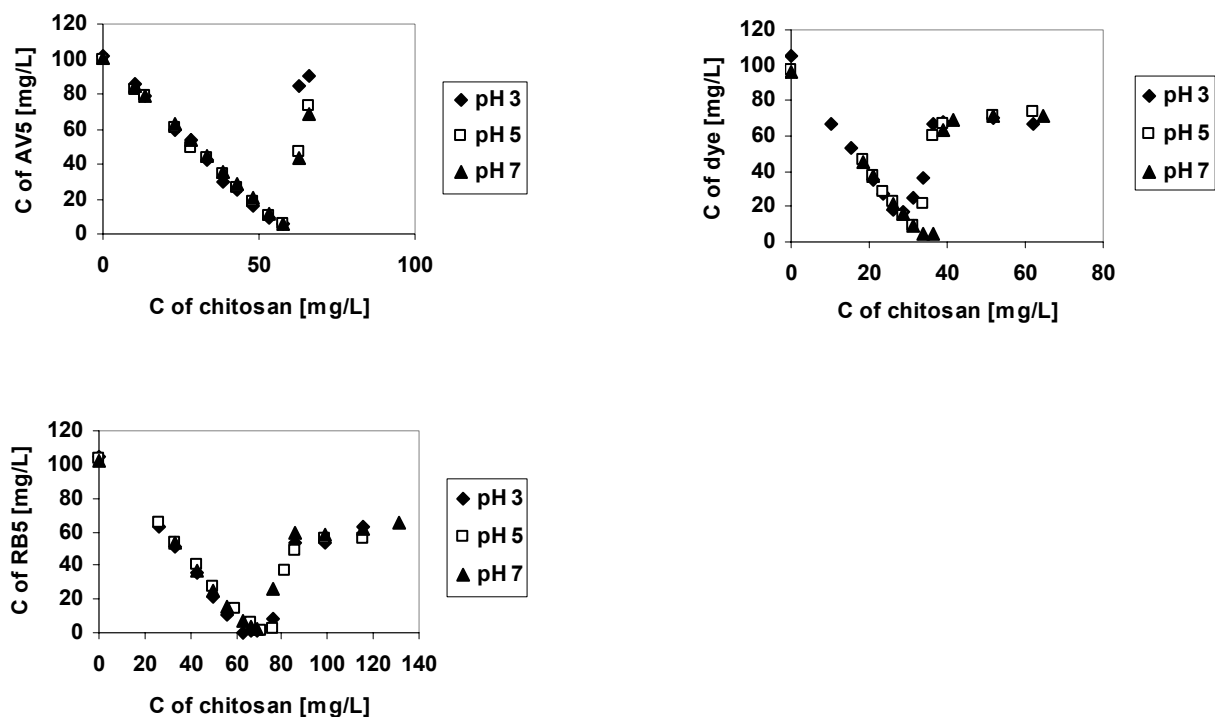 120
100
80
60
40
20
0
0 50 100
C of AV5 [mg/L]
C of chitosan [mg/L]
pH 3
pH 5
pH 7
120
100
80
60
40
20
0
0 20 40 60 80
C of dye [mg/L]
C of chitosan [mg/L]
pH 3
pH 5
pH 7
120
100
80
60
40
20
0
0 20 40 60 80 100 120 140
C of RB5 [mg/L]
C of chitosan [mg/L]
pH 3
pH 5
pH 7